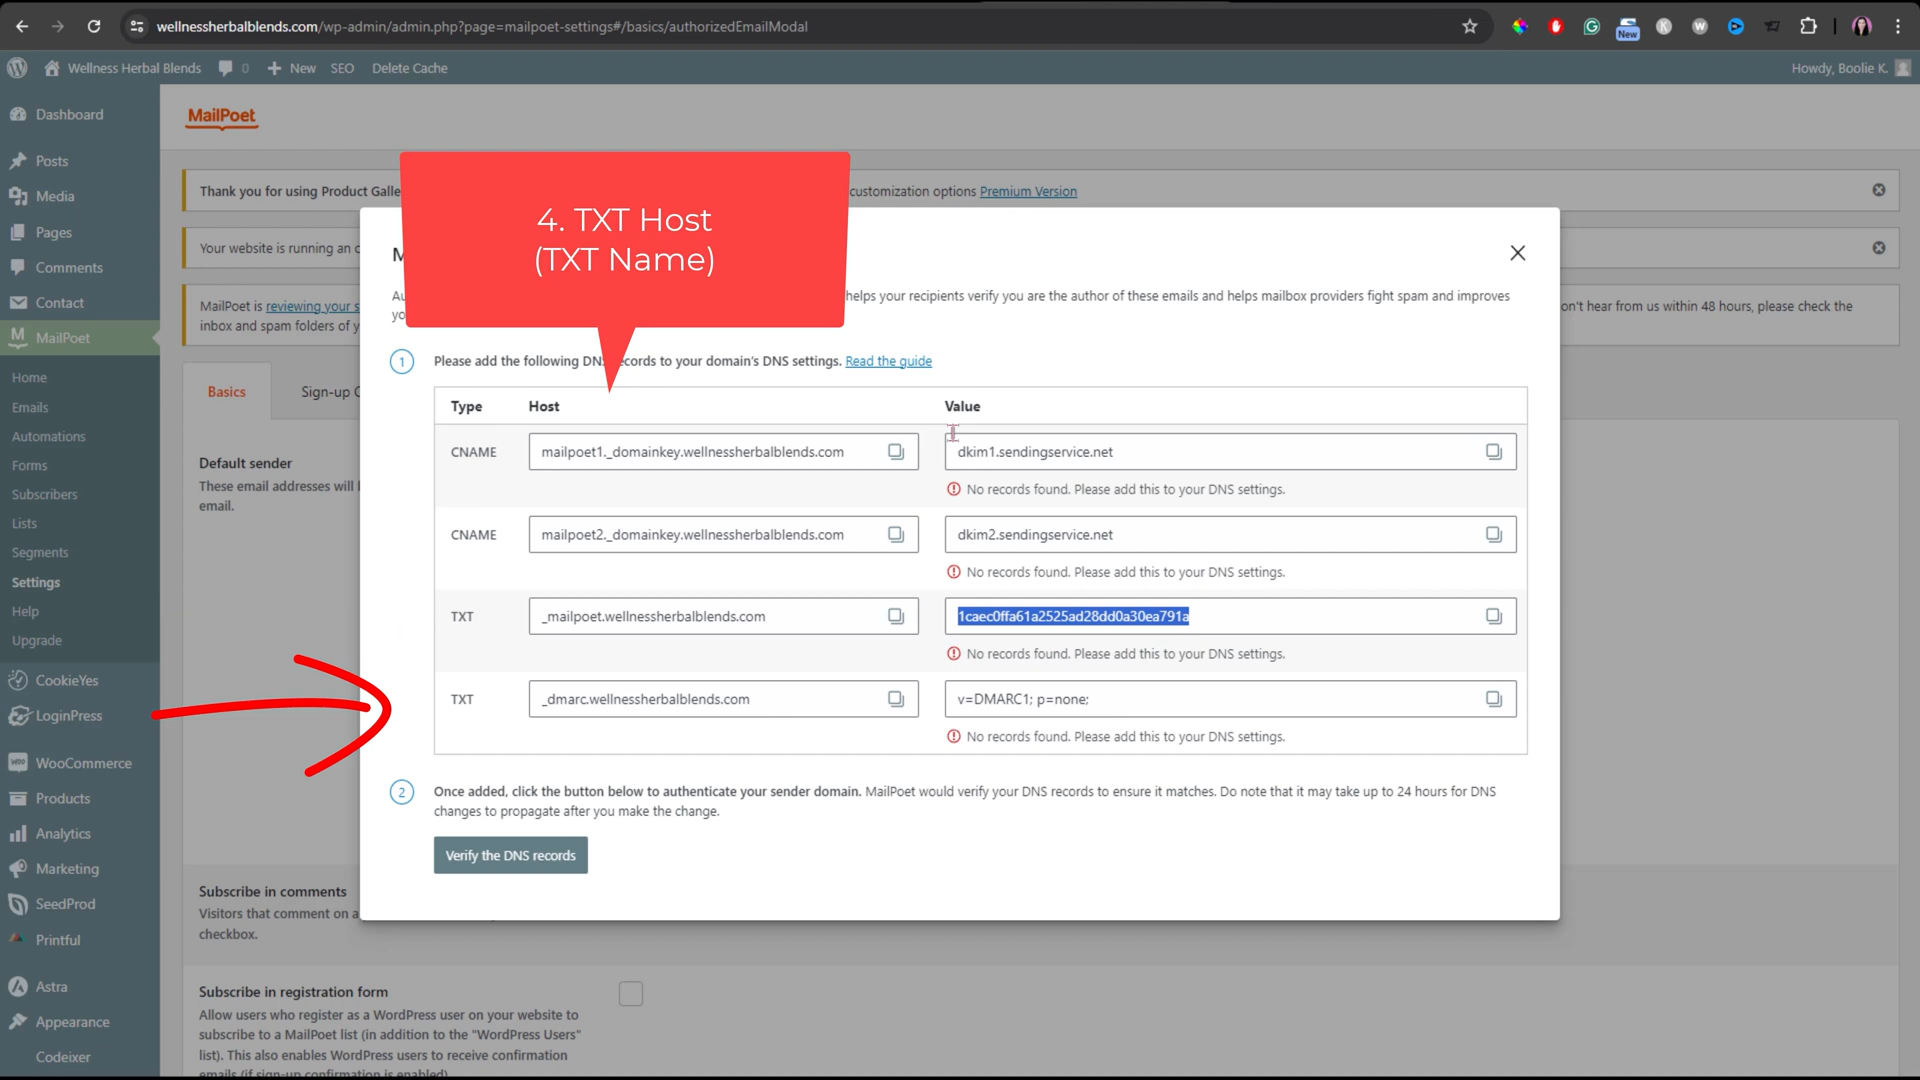 wellnessherbalblends.com/wp-admin/admin.php?page=mailpoet-settings#/basics/authorizedEmailModal
New
Wellness Herbal Blends
0
New
SEO
Delete Cache
Howdy, Boolie K.
Dashboard
Posts
Media
Pages
Comments
Contact
MailPoet
Home
Emails
Automations
Forms
Subscribers
Lists
Segments
Settings
Help
Upgrade
CookieYes
LoginPress
WooCommerce
Products
Analytics
Marketing
SeedProd
Printful
Astra
Appearance
Codeixer
MailPoet
Thank you for using Product Galle
customization options Premium Version
Your website is running an
MailPoet is reviewing your s
on't hear from us within 48 hours, please check the
inbox and spam folders of y
Basics
Sign-up C
Default sender
These email addresses will
email.
4. TXT Host
(TXT Name)
M
Au
helps your recipients verify you are the author of these emails and helps mailbox providers fight spam and improves
yo
1
Please add the following DNS records to your domain's DNS settings. Read the guide
Type
Host
Value
CNAME
mailpoet1._domainkey.wellnessherbalblends.com
dkim1.sendingservice.net
No records found. Please add this to your DNS settings.
CNAME
mailpoet2._domainkey.wellnessherbalblends.com
dkim2.sendingservice.net
No records found. Please add this to your DNS settings.
TXT
_mailpoet.wellnessherbalblends.com
1caec0ffa61a2525ad28dd0a30ea791a
No records found. Please add this to your DNS settings.
TXT
_dmarc.wellnessherbalblends.com
v=DMARC1; p=none;
No records found. Please add this to your DNS settings.
2
Once added, click the button below to authenticate your sender domain. MailPoet would verify your DNS records to ensure it matches. Do note that it may take up to 24 hours for DNS
changes to propagate after you make the change.
Verify the DNS records
Subscribe in comments
Visitors that comment on a
checkbox.
Subscribe in registration form
Allow users who register as a WordPress user on your website to
subscribe to a MailPoet list (in addition to the "WordPress Users"
list). This also enables WordPress users to receive confirmation
emails (if sign-up confirmation is enabled)